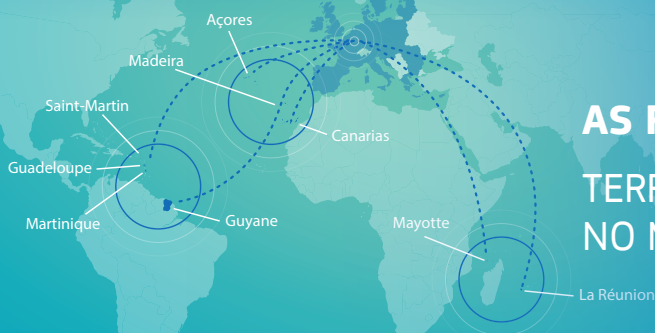 Açores
Madeira
Saint-Martin
Canarias
Guadeloupe
Martinique
Guyane
Mayotte
La Réunion
AS
TERR
NO